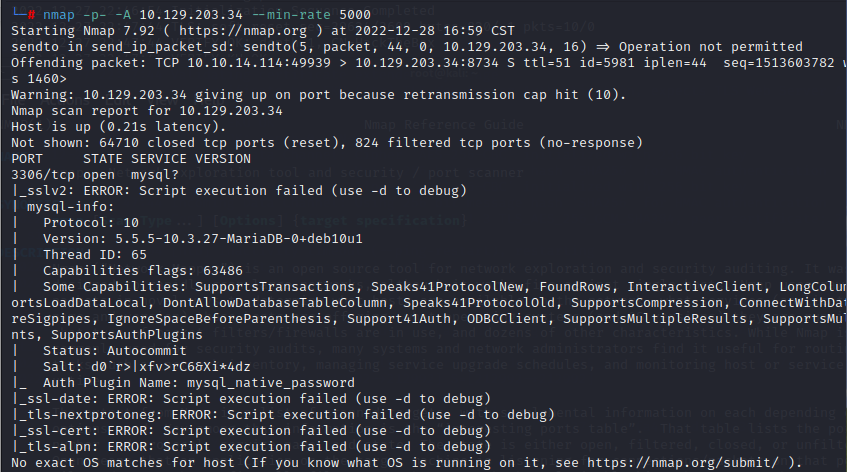 └─# nmap -p- -A 10.129.203.34 --min-rate 5000
Starting Nmap 7.92 ( https://nmap.org ) at 2022-12-28 16:59 CST
sendto in send_ip_packet_sd: sendto(5, packet, 44, 0, 10.129.203.34, 16) => Operation not permitted
Offending packet: TCP 10.10.14.114:49939 > 10.129.203.34:8734 S ttl=51 id=5981 iplen=44  seq=1513603782 w
s 1460>
Warning: 10.129.203.34 giving up on port because retransmission cap hit (10).
Nmap scan report for 10.129.203.34
Host is up (0.21s latency).
Not shown: 64710 closed tcp ports (reset), 824 filtered tcp ports (no-response)
PORT     STATE SERVICE VERSION
3306/tcp open  mysql?
|_sslv2: ERROR: Script execution failed (use -d to debug)
| mysql-info:
|   Protocol: 10
|   Version: 5.5.5-10.3.27-MariaDB-0+deb10u1
|   Thread ID: 65
|   Capabilities flags: 63486
|   Some Capabilities: SupportsTransactions, Speaks41ProtocolNew, FoundRows, InteractiveClient, LongColum
ortsLoadDataLocal, DontAllowDatabaseTableColumn, Speaks41ProtocolOld, SupportsCompression, ConnectWithDat
reSigpipes, IgnoreSpaceBeforeParenthesis, Support41Auth, ODBCClient, SupportsMultipleResults, SupportsMul
nts, SupportsAuthPlugins
|   Status: Autocommit
|   Salt: d0`r>|xfv>rC66Xi*4dz
|_  Auth Plugin Name: mysql_native_password
|_ssl-date: ERROR: Script execution failed (use -d to debug)
|_tls-nextprotoneg: ERROR: Script execution failed (use -d to debug)
|_ssl-cert: ERROR: Script execution failed (use -d to debug)
|_tls-alpn: ERROR: Script execution failed (use -d to debug)
No exact OS matches for host (If you know what OS is running on it, see https://nmap.org/submit/ ).